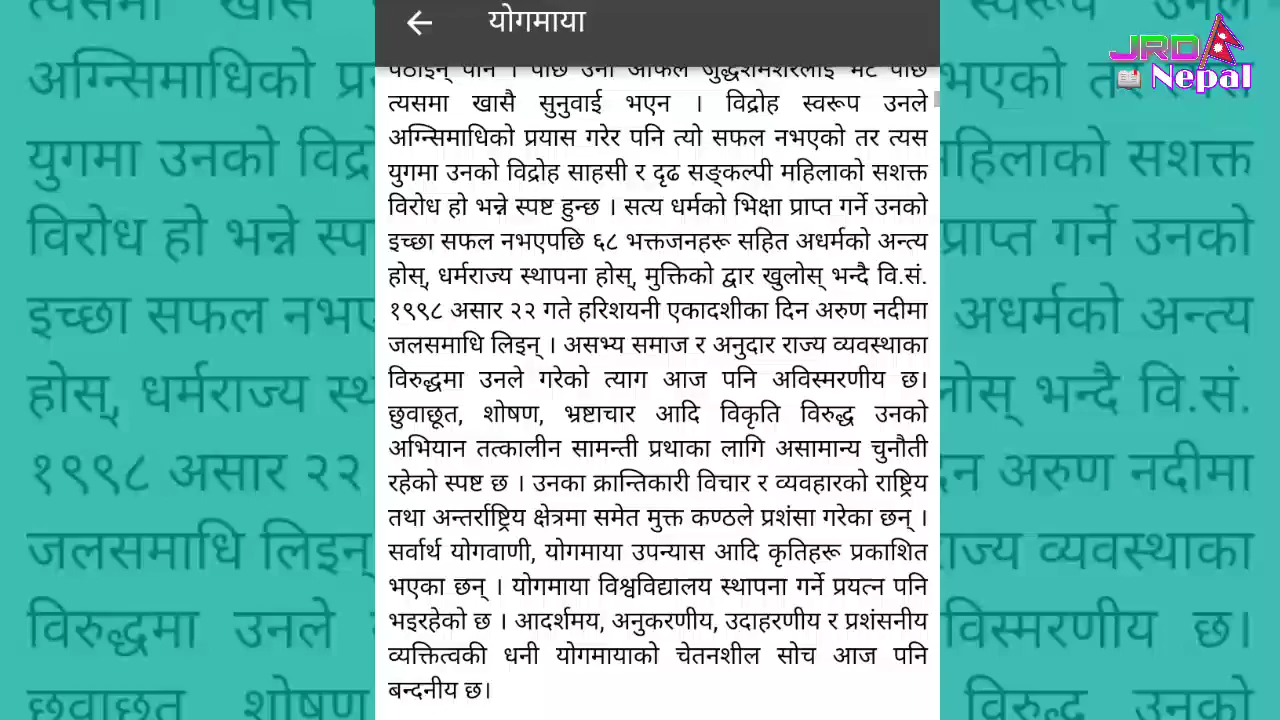 योगमाया
JRD
Nepal
त्यसमा खासै सुनुवाई भएन । विद्रोह स्वरूप उनले
अग्निसमाधिको प्रयास गरेर पनि त्यो सफल नभएको तर त्यस
युगमा उनको विद्रोह साहसी र दृढ सङ्कल्पी महिलाको सशक्त
विरोध हो भन्ने स्पष्ट हुन्छ । सत्य धर्मको भिक्षा प्राप्त गर्ने उनको
इच्छा सफल नभएपछि ६८ भक्तजनहरू सहित अधर्मको अन्त्य
होस्, धर्मराज्य स्थापना होस्, मुक्तिको द्वार खुलोस् भन्दै वि.सं.
१९९८ असार २२ गते हरिशयनी एकादशीका दिन अरुण नदीमा
जलसमाधि लिइन् । असभ्य समाज र अनुदार राज्य व्यवस्थाका
विरुद्धमा उनले गरेको त्याग आज पनि अविस्मरणीय छ।
छुवाछूत, शोषण, भ्रष्टाचार आदि विकृति विरुद्ध उनको
अभियान तत्कालीन सामन्ती प्रथाका लागि असामान्य चुनौती
रहेको स्पष्ट छ । उनका क्रान्तिकारी विचार र व्यवहारको राष्ट्रिय
तथा अन्तर्राष्ट्रिय क्षेत्रमा समेत मुक्त कण्ठले प्रशंसा गरेका छन् ।
सर्वार्थ योगवाणी, योगमाया उपन्यास आदि कृतिहरू प्रकाशित
भएका छन् । योगमाया विश्वविद्यालय स्थापना गर्ने प्रयत्न पनि
भइरहेको छ । आदर्शमय, अनुकरणीय, उदाहरणीय र प्रशंसनीय
व्यक्तित्वकी धनी योगमायाको चेतनशील सोच आज पनि
बन्दनीय छ।